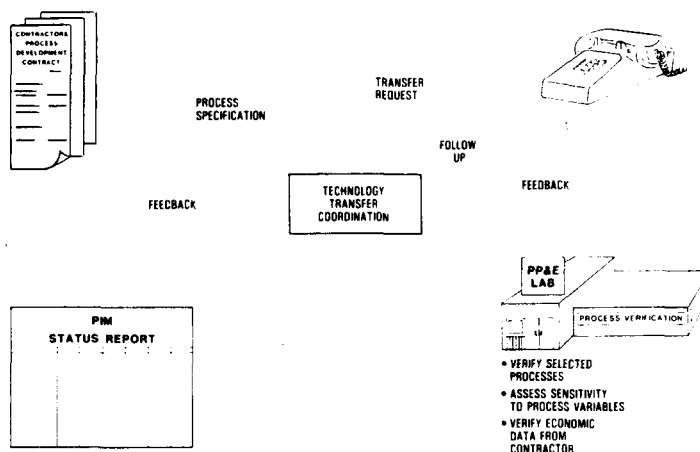 CONTRACTORS
PROCESS
DEVELOPMENT
CONTRACT
PROCESS
SPECIFICATION
TRANSFER
REQUEST
FOLLOW
UP
FEEDBACK
FEEDBACK
TECHNOLOGY
TRANSFER
COORDINATION
PIM
STATUS REPORT
PP&E
LAB
PROCESS VERIFICATION
• VERIFY SELECTED
PROCESSES
• ASSESS SENSITIVITY
TO PROCESS VARIABLES
• VERIFY ECONOMIC
DATA FROM
CONTRACTOR